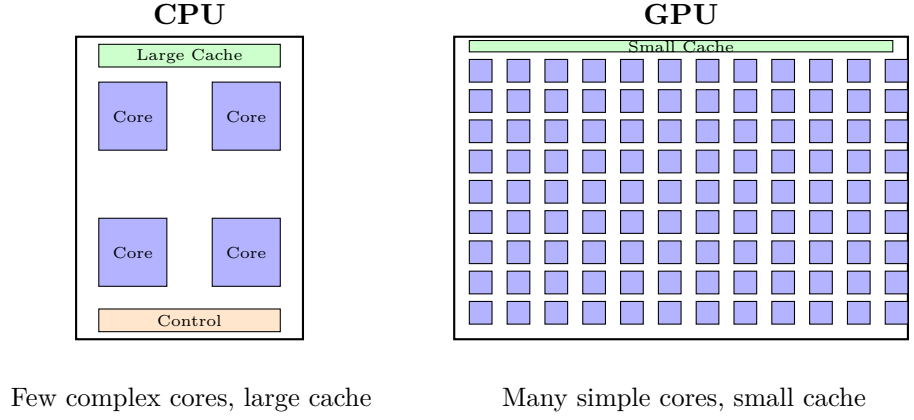 CPU
Large Cache
Core Core
Core Core
Control
Few complex cores, large cache
GPU
Small Cache
Many simple cores, small cache